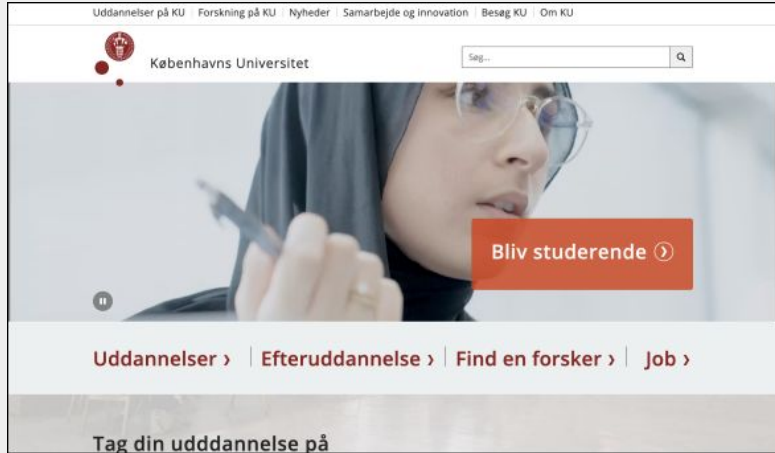 Uddannelser på KU Forskning på KU Nyheder Samarbejde og innovation Besøg KU Om KU
Københavns Universitet
Søg...
Bliv studerende
Uddannelser Efteruddannelse Find en forsker Job
Tag din udddannelse på